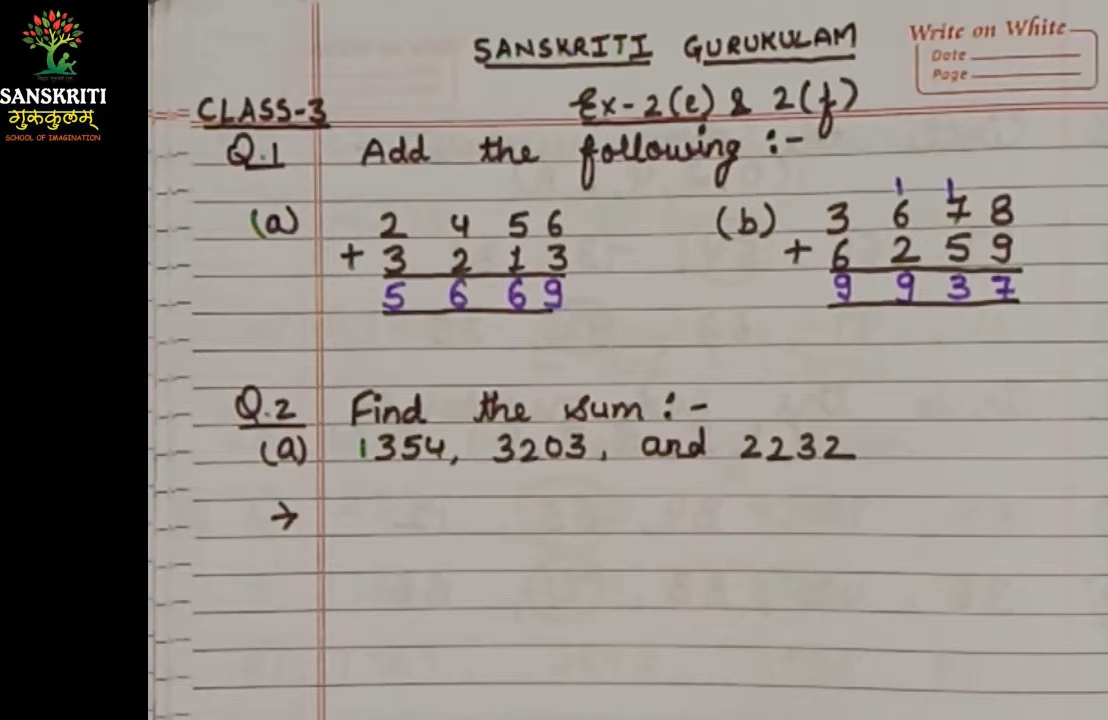 SANSKRITI
गुरुकुलम्
SCHOOL OF IMAGINATION
Write on White
Date
Page
SANSKRITI GURUKULAM
CLASS-3 Ex-2(e) & 2(f)
Q.1 Add the following :-
1 1
(a) 2 4 5 6 (b) 3 6 7 8
+ 3 2 1 3 + 6 2 5 9
5 6 6 9 9 9 3 7
Q.2 Find the sum :-
(a) 1354, 3203, and 2232
→